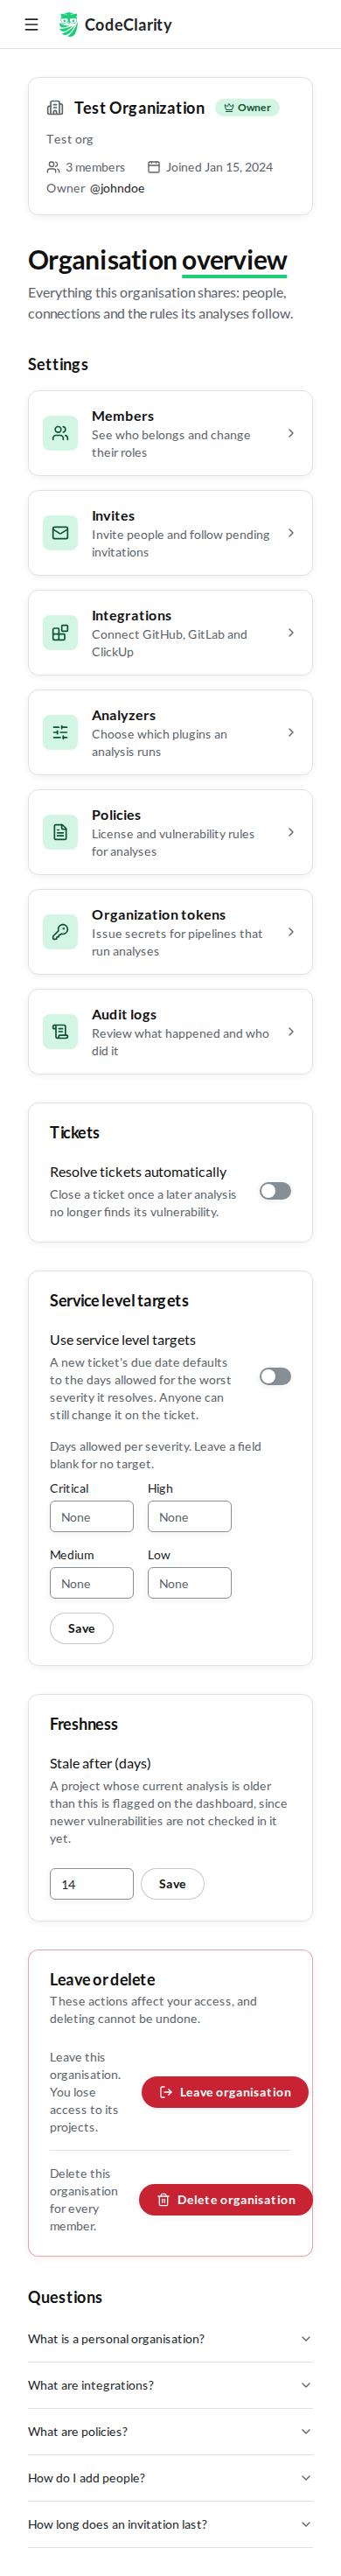 CodeClarity
Test Organization
Owner
Test org
3 members
Joined Jan 15, 2024
Owner @johndoe
Organisation overview
Everything this organisation shares: people,
connections and the rules its analyses follow.
Settings
Members
See who belongs and change
their roles
Invites
Invite people and follow pending
invitations
Integrations
Connect GitHub, GitLab and
ClickUp
Analyzers
Choose which plugins an
analysis runs
Policies
License and vulnerability rules
for analyses
Organization tokens
Issue secrets for pipelines that
run analyses
Audit logs
Review what happened and who
did it
Tickets
Resolve tickets automatically
Close a ticket once a later analysis
no longer finds its vulnerability.
Service level targets
Use service level targets
A new ticket's due date defaults
to the days allowed for the worst
severity it resolves. Anyone can
still change it on the ticket.
Days allowed per severity. Leave a field
blank for no target.
Critical
High
None
None
Medium
Low
None
None
Save
Freshness
Stale after (days)
A project whose current analysis is older
than this is flagged on the dashboard, since
newer vulnerabilities are not checked in it
yet.
14
Save
Leave or delete
These actions affect your access, and
deleting cannot be undone.
Leave this
organisation.
You lose
access to its
projects.
Leave organisation
Delete this
organisation
for every
member.
Delete organisation
Questions
What is a personal organisation?
What are integrations?
What are policies?
How do I add people?
How long does an invitation last?